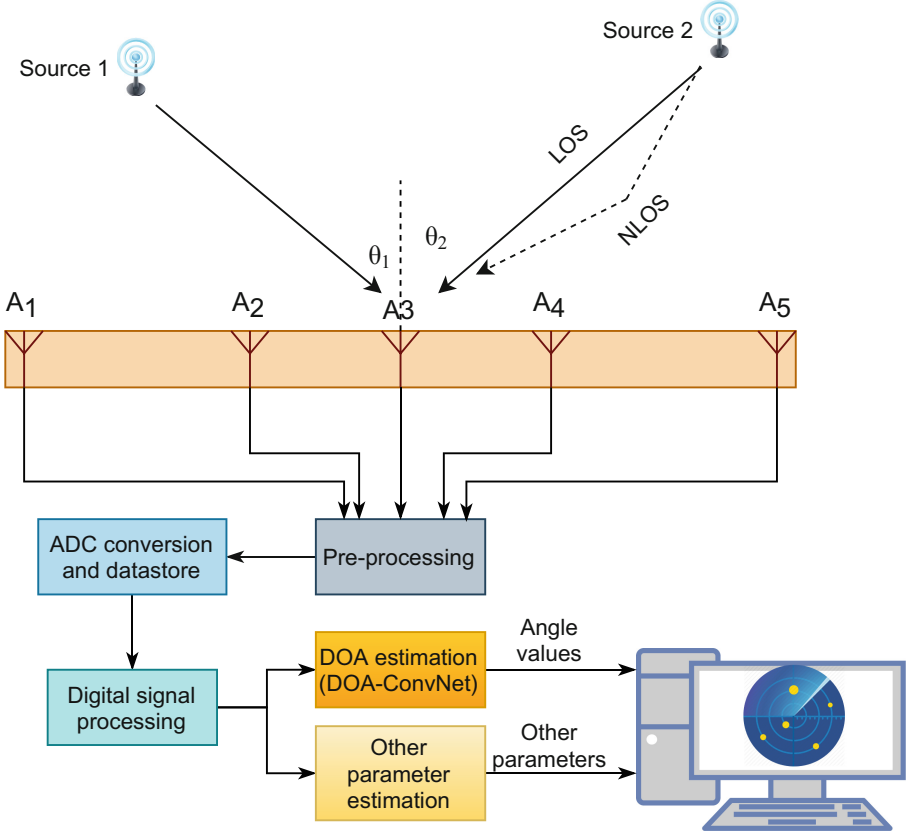 Source 1
Source 2
LOS
NLOS
θ1
θ2
A1
A2
A3
A4
A5
ADC conversion
and datastore
Pre-processing
Digital signal
processing
DOA estimation
(DOA-ConvNet)
Angle
values
Other
parameter
estimation
Other
parameters